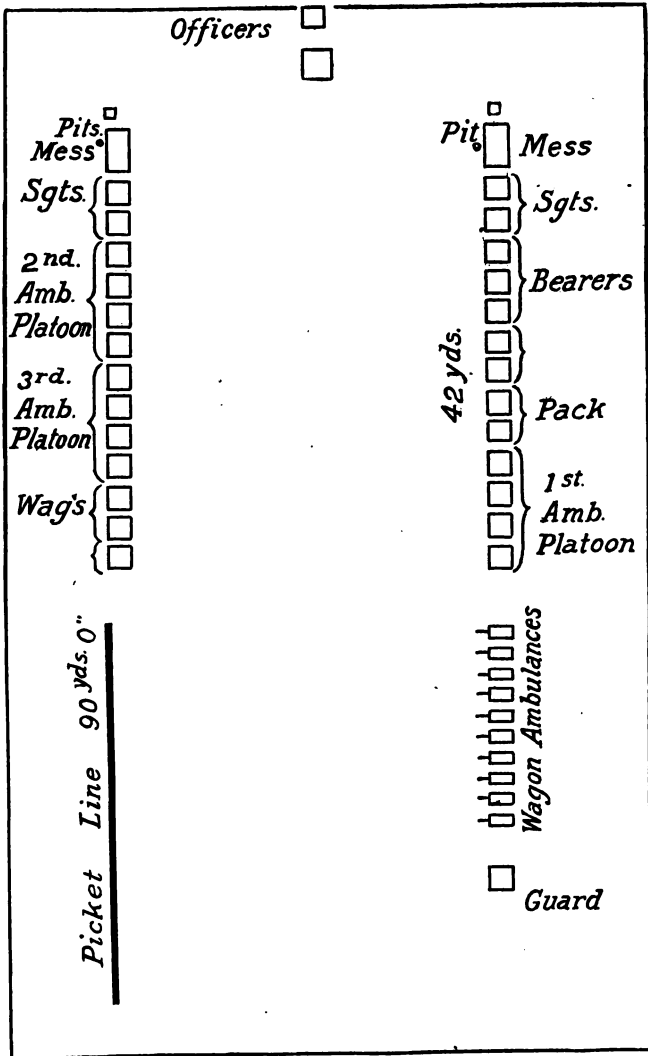 Officers
Pits.
Mess
Sgts.
2nd.
Amb.
Platoon
3rd.
Amb.
Platoon
Wag's
Picket Line 90 yds. 0"
Pit
Mess
Sgts.
Bearers
42 yds.
Pack
1st.
Amb.
Platoon
Wagon Ambulances
Guard